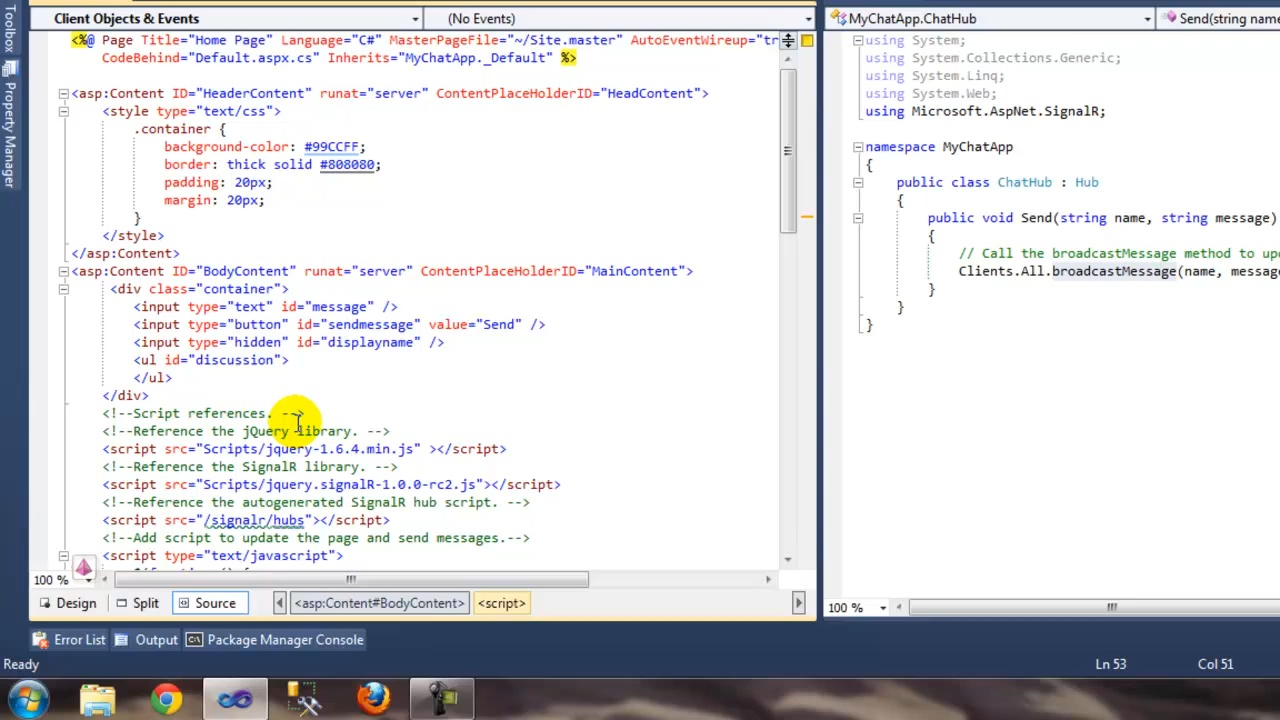 Toolbox
Property Manager
Client Objects & Events
(No Events)
<%@ Page Title="Home Page" Language="C#" MasterPageFile="~/Site.master" AutoEventWireup="tr
CodeBehind="Default.aspx.cs" Inherits="MyChatApp._Default" %>
<asp:Content ID="HeaderContent" runat="server" ContentPlaceHolderID="HeadContent">
<style type="text/css">
.container {
background-color: #99CCFF;
border: thick solid #808080;
padding: 20px;
margin: 20px;
}
</style>
</asp:Content>
<asp:Content ID="BodyContent" runat="server" ContentPlaceHolderID="MainContent">
<div class="container">
<input type="text" id="message" />
<input type="button" id="sendmessage" value="Send" />
<input type="hidden" id="displayname" />
<ul id="discussion">
</ul>
</div>
<!--Script references. -->
<!--Reference the jQuery library. -->
<script src="Scripts/jquery-1.6.4.min.js" ></script>
<!--Reference the SignalR library. -->
<script src="Scripts/jquery.signalR-1.0.0-rc2.js"></script>
<!--Reference the autogenerated SignalR hub script. -->
<script src="/signalr/hubs"></script>
<!--Add script to update the page and send messages.-->
<script type="text/javascript">
100 %
Design
Split
Source
<asp:Content#BodyContent>
<script>
MyChatApp.ChatHub
Send(string name
using System;
using System.Collections.Generic;
using System.Linq;
using System.Web;
using Microsoft.AspNet.SignalR;
namespace MyChatApp
{
public class ChatHub : Hub
{
public void Send(string name, string message)
{
// Call the broadcastMessage method to up
Clients.All.broadcastMessage(name, message
}
}
}
100 %
Error List
Output
Package Manager Console
Ready
Ln 53
Col 51